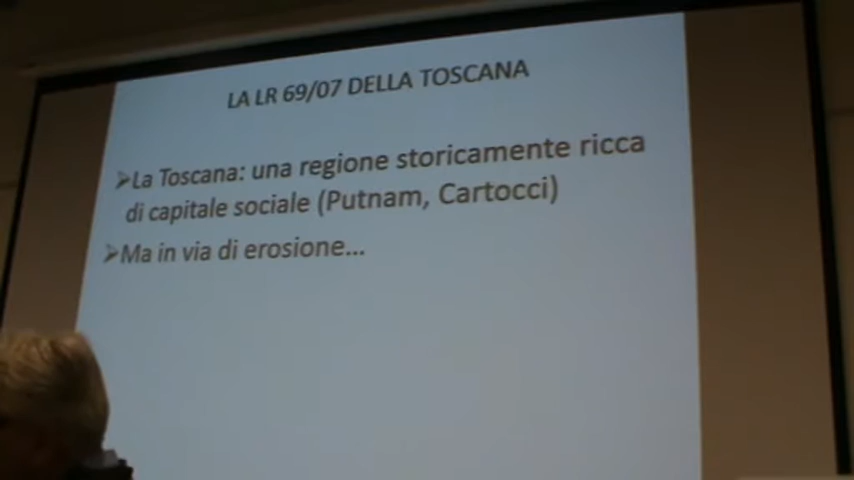 LA LR 69/07 DELLA TOSCANA
➢La Toscana: una regione storicamente ricca
di capitale sociale (Putnam, Cartocci)
➢Ma in via di erosione...